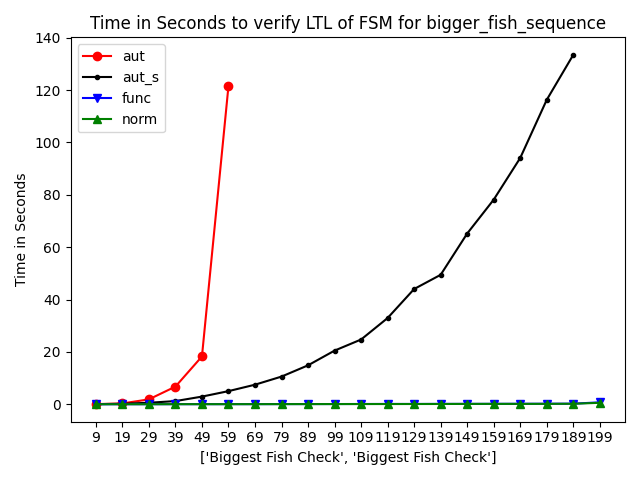 Time in Seconds to verify LTL of FSM for bigger_fish_sequence
140
120
100
80
60
40
20
0
Time in Seconds
aut
aut_s
func
norm
9 19 29 39 49 59 69 79 89 99 109 119 129 139 149 159 169 179 189 199
['Biggest Fish Check', 'Biggest Fish Check']